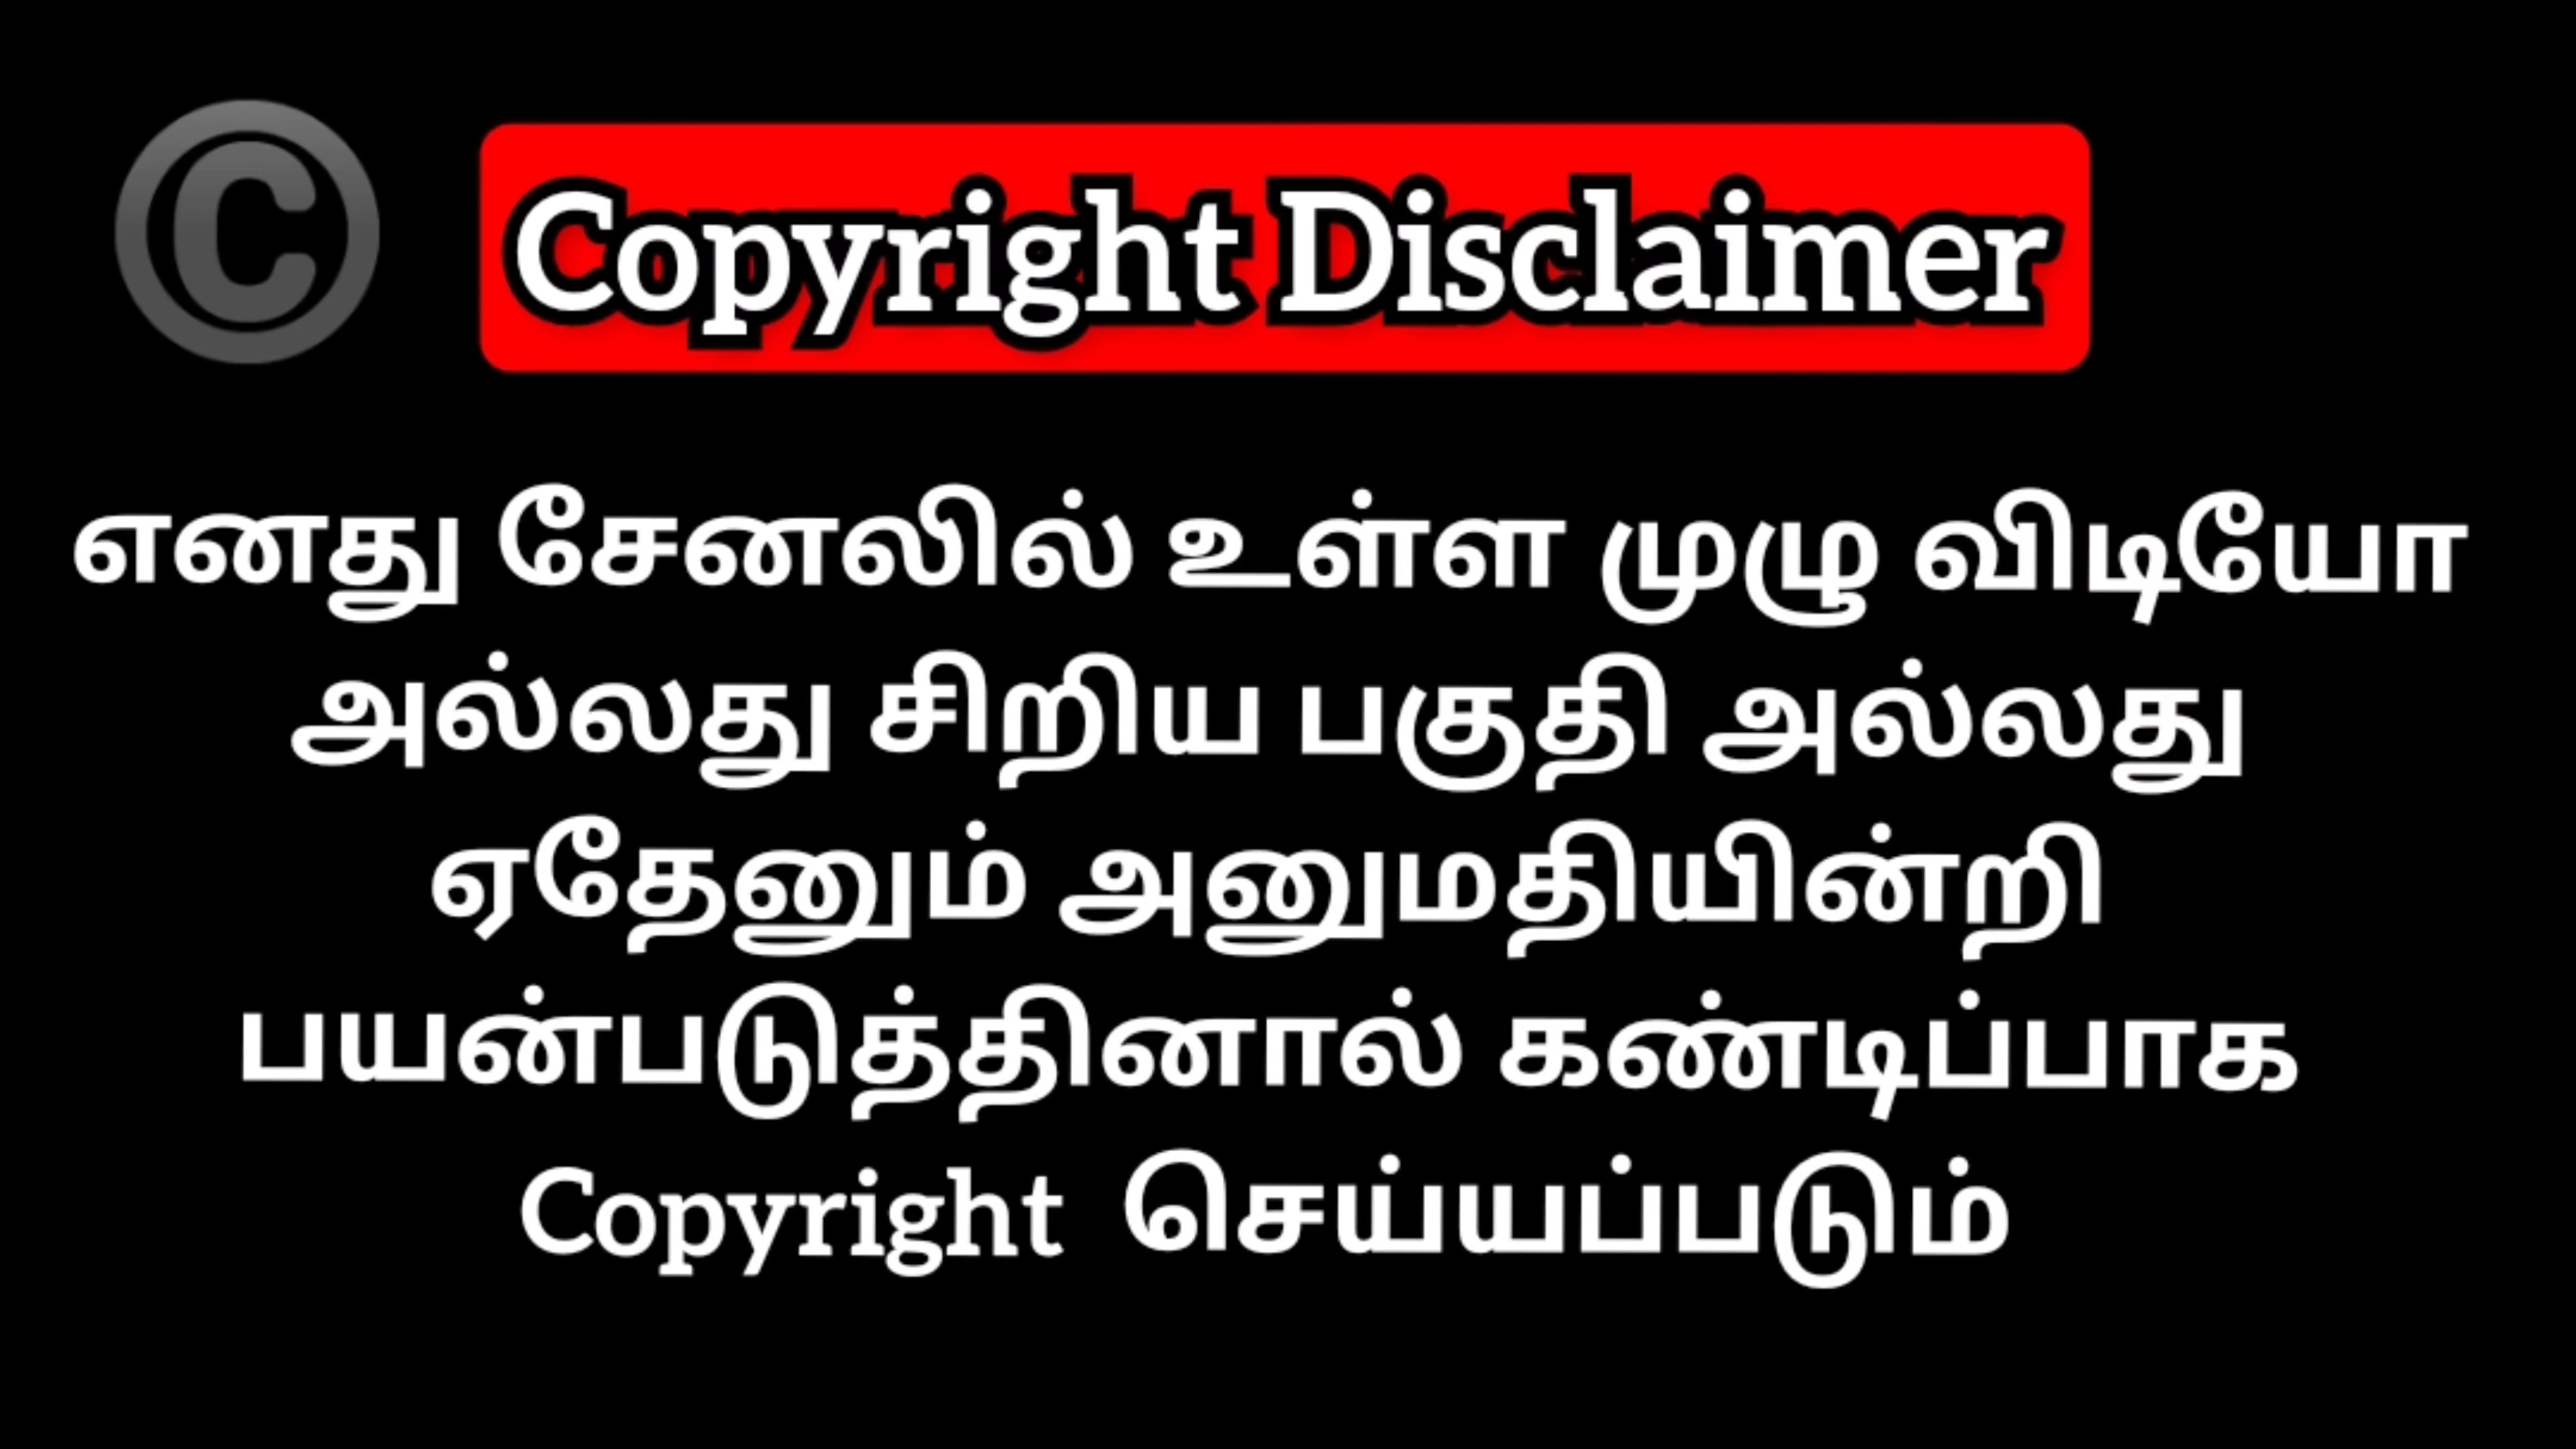 © Copyright Disclaimer
எனது சேனலில் உள்ள முழு விடியோ
அல்லது சிறிய பகுதி அல்லது
ஏதேனும் அனுமதியின்றி
பயன்படுத்தினால் கண்டிப்பாக
Copyright செய்யப்படும்